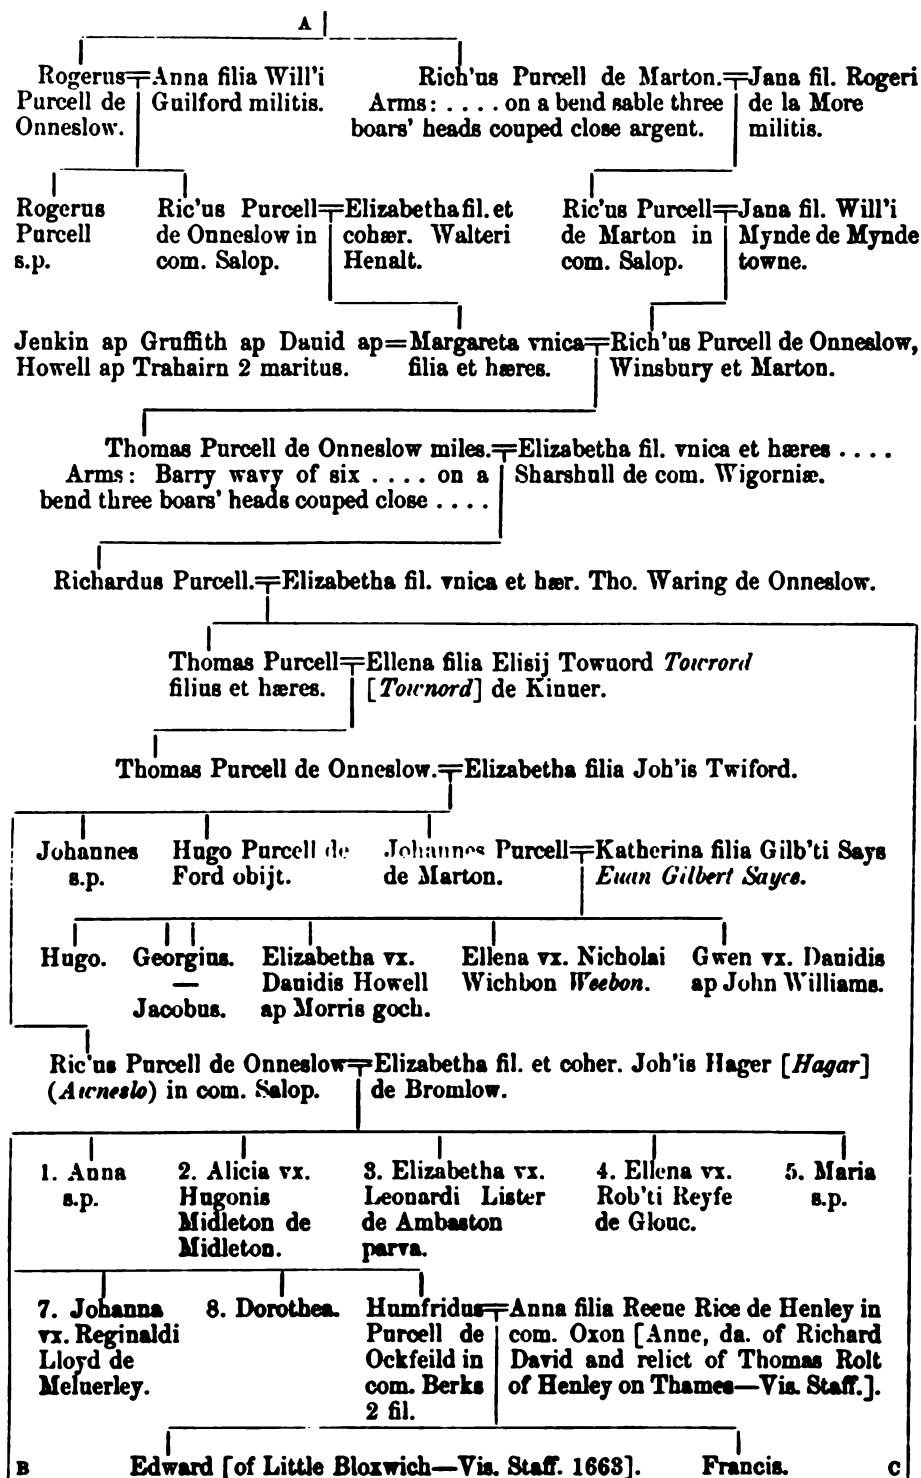 A
Rogerus=Anna filia Will'i
Purcell de Guilford militis.
Onneslow.
Rich'us Purcell de Marton.=Jana fil. Rogeri
Arms: .... on a bend sable three de la More
boars' heads couped close argent. militis.
Rogerus
Purcell
s.p.
Ric'us Purcell=Elizabetha fil. et
de Onneslow in cohær. Walteri
com. Salop. Henalt.
Ric'us Purcell=Jana fil. Will'i
de Marton in Mynde de Mynde
com. Salop. towne.
Jenkin ap Gruffith ap Dauid ap=Margareta vnica=Rich'us Purcell de Onneslow,
Howell ap Trahairn 2 maritus. filia et hæres. Winsbury et Marton.
Thomas Purcell de Onneslow miles.=Elizabetha fil. vnica et hæres ....
Arms: Barry wavy of six .... on a Sharshull de com. Wigorniæ.
bend three boars' heads couped close ....
Richardus Purcell.=Elizabetha fil. vnica et hær. Tho. Waring de Onneslow.
Thomas Purcell=Ellena filia Elisij Towuord Towrord
filius et hæres. [Townord] de Kinuer.
Thomas Purcell de Onneslow.=Elizabetha filia Joh'is Twiford.
Johannes
s.p.
Hugo Purcell de
Ford obijt.
Johannes Purcell=Katherina filia Gilb'ti Says
de Marton. Euan Gilbert Sayce.
Hugo.
Georgius.
—
Jacobus.
Elizabetha vx.
Dauidis Howell
ap Morris goch.
Ellena vx. Nicholai
Wichbon Weebon.
Gwen vx. Dauidis
ap John Williams.
Ric'us Purcell de Onneslow=Elizabetha fil. et coher. Joh'is Hager [Hagar]
(Awneslo) in com. Salop. de Bromlow.
1. Anna
s.p.
2. Alicia vx.
Hugonis
Midleton de
Midleton.
3. Elizabetha vx.
Leonardi Lister
de Ambaston
parva.
4. Ellena vx.
Rob'ti Reyfe
de Glouc.
5. Maria
s.p.
7. Johanna
vx. Reginaldi
Lloyd de
Meluerley.
8. Dorothea.
Humfridus=Anna filia Reeue Rice de Henley in
Purcell de com. Oxon [Anne, da. of Richard
Ockfeild in David and relict of Thomas Rolt
com. Berks of Henley on Thames—Vis. Staff.].
2 fil.
B Edward [of Little Bloxwich—Vis. Staff. 1663]. Francis. C